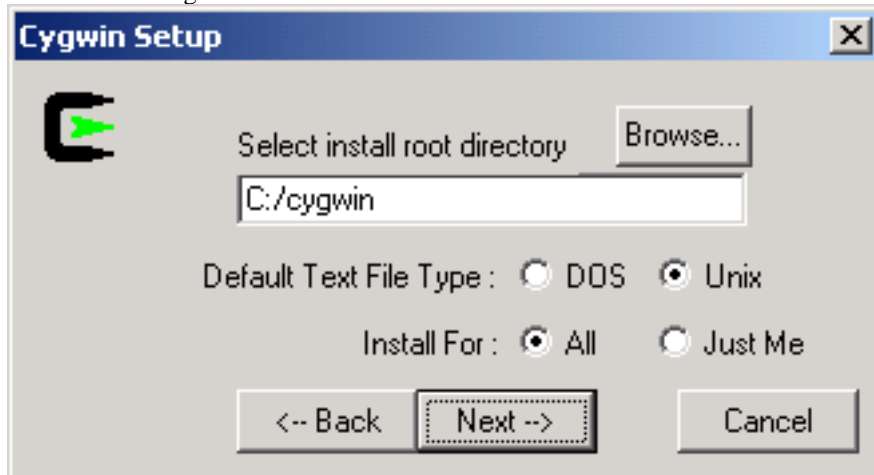 Cygwin Setup
Select install root directory Browse...
C:/cygwin
Default Text File Type : DOS Unix
Install For : All Just Me
<-- Back Next --> Cancel